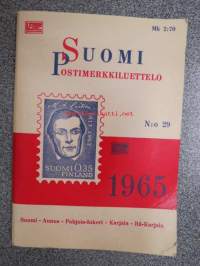 Mk 2:70
SUOMI
POSTIMERKKILUETTELO
N:o 29
SUOMI 0,35
FINLAND
1965
Suomi - Aunus - Pohjois-Inkeri - Karjala - Itä-Karjala